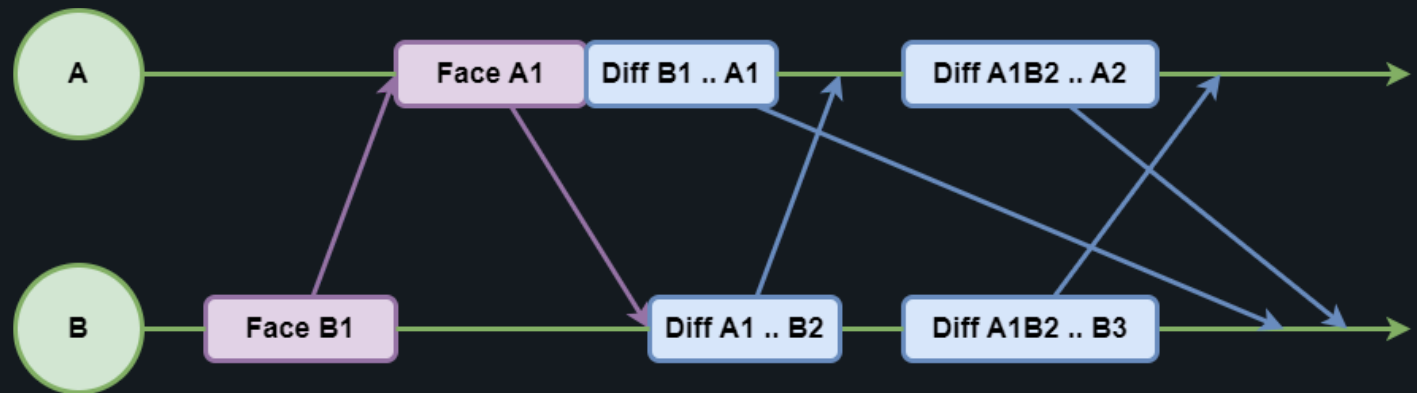 A
Face A1
Diff B1 .. A1
Diff A1B2 .. A2
B
Face B1
Diff A1 .. B2
Diff A1B2 .. B3